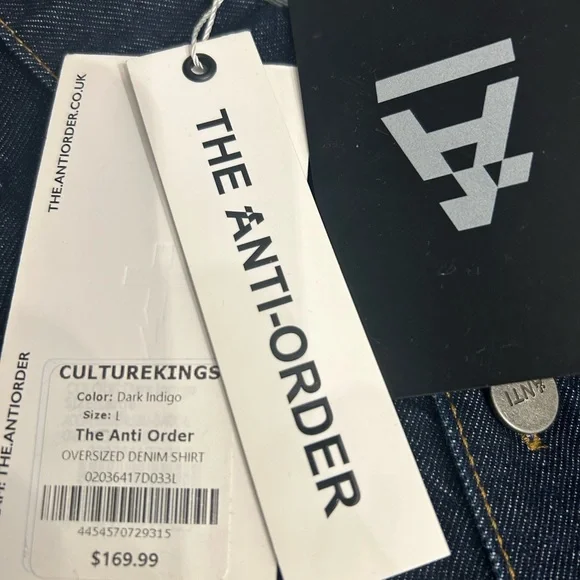 THE.ANTIORDER.CO.UK
THE ANTI-ORDER
THE.ANTIORDER
CULTUREKINGS
Color: Dark Indigo
Size: L
The Anti Order
OVERSIZED DENIM SHIRT
02036417D033L
4454570729315
$169.99
ANTI